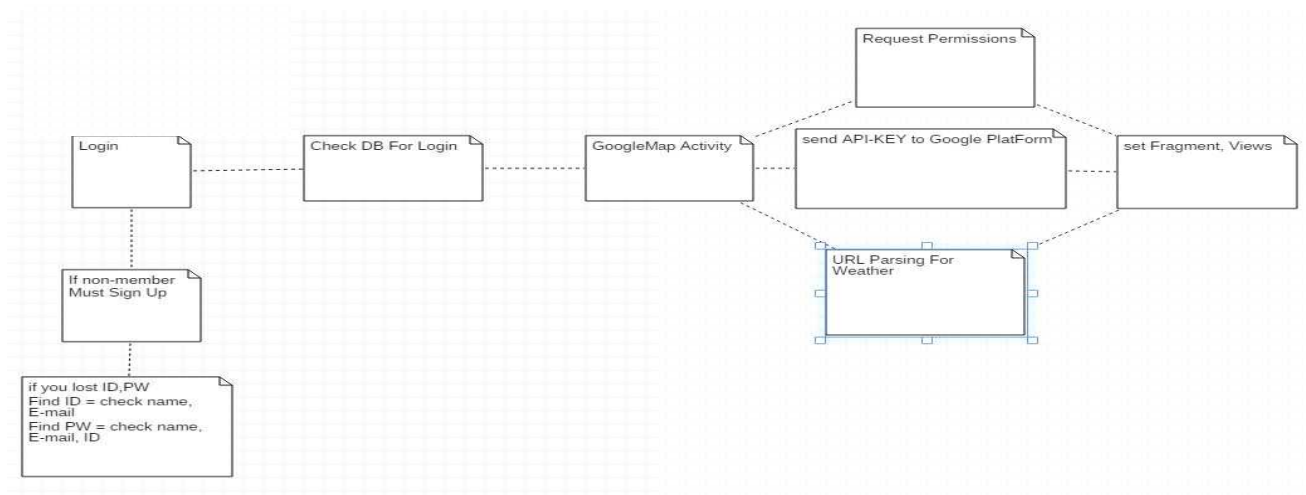 Request Permissions
Login
Check DB For Login
GoogleMap Activity
send API-KEY to Google PlatForm
set Fragment, Views
If non-member
Must Sign Up
URL Parsing For
Weather
if you lost ID,PW
Find ID = check name,
E-mail
Find PW = check name,
E-mail, ID